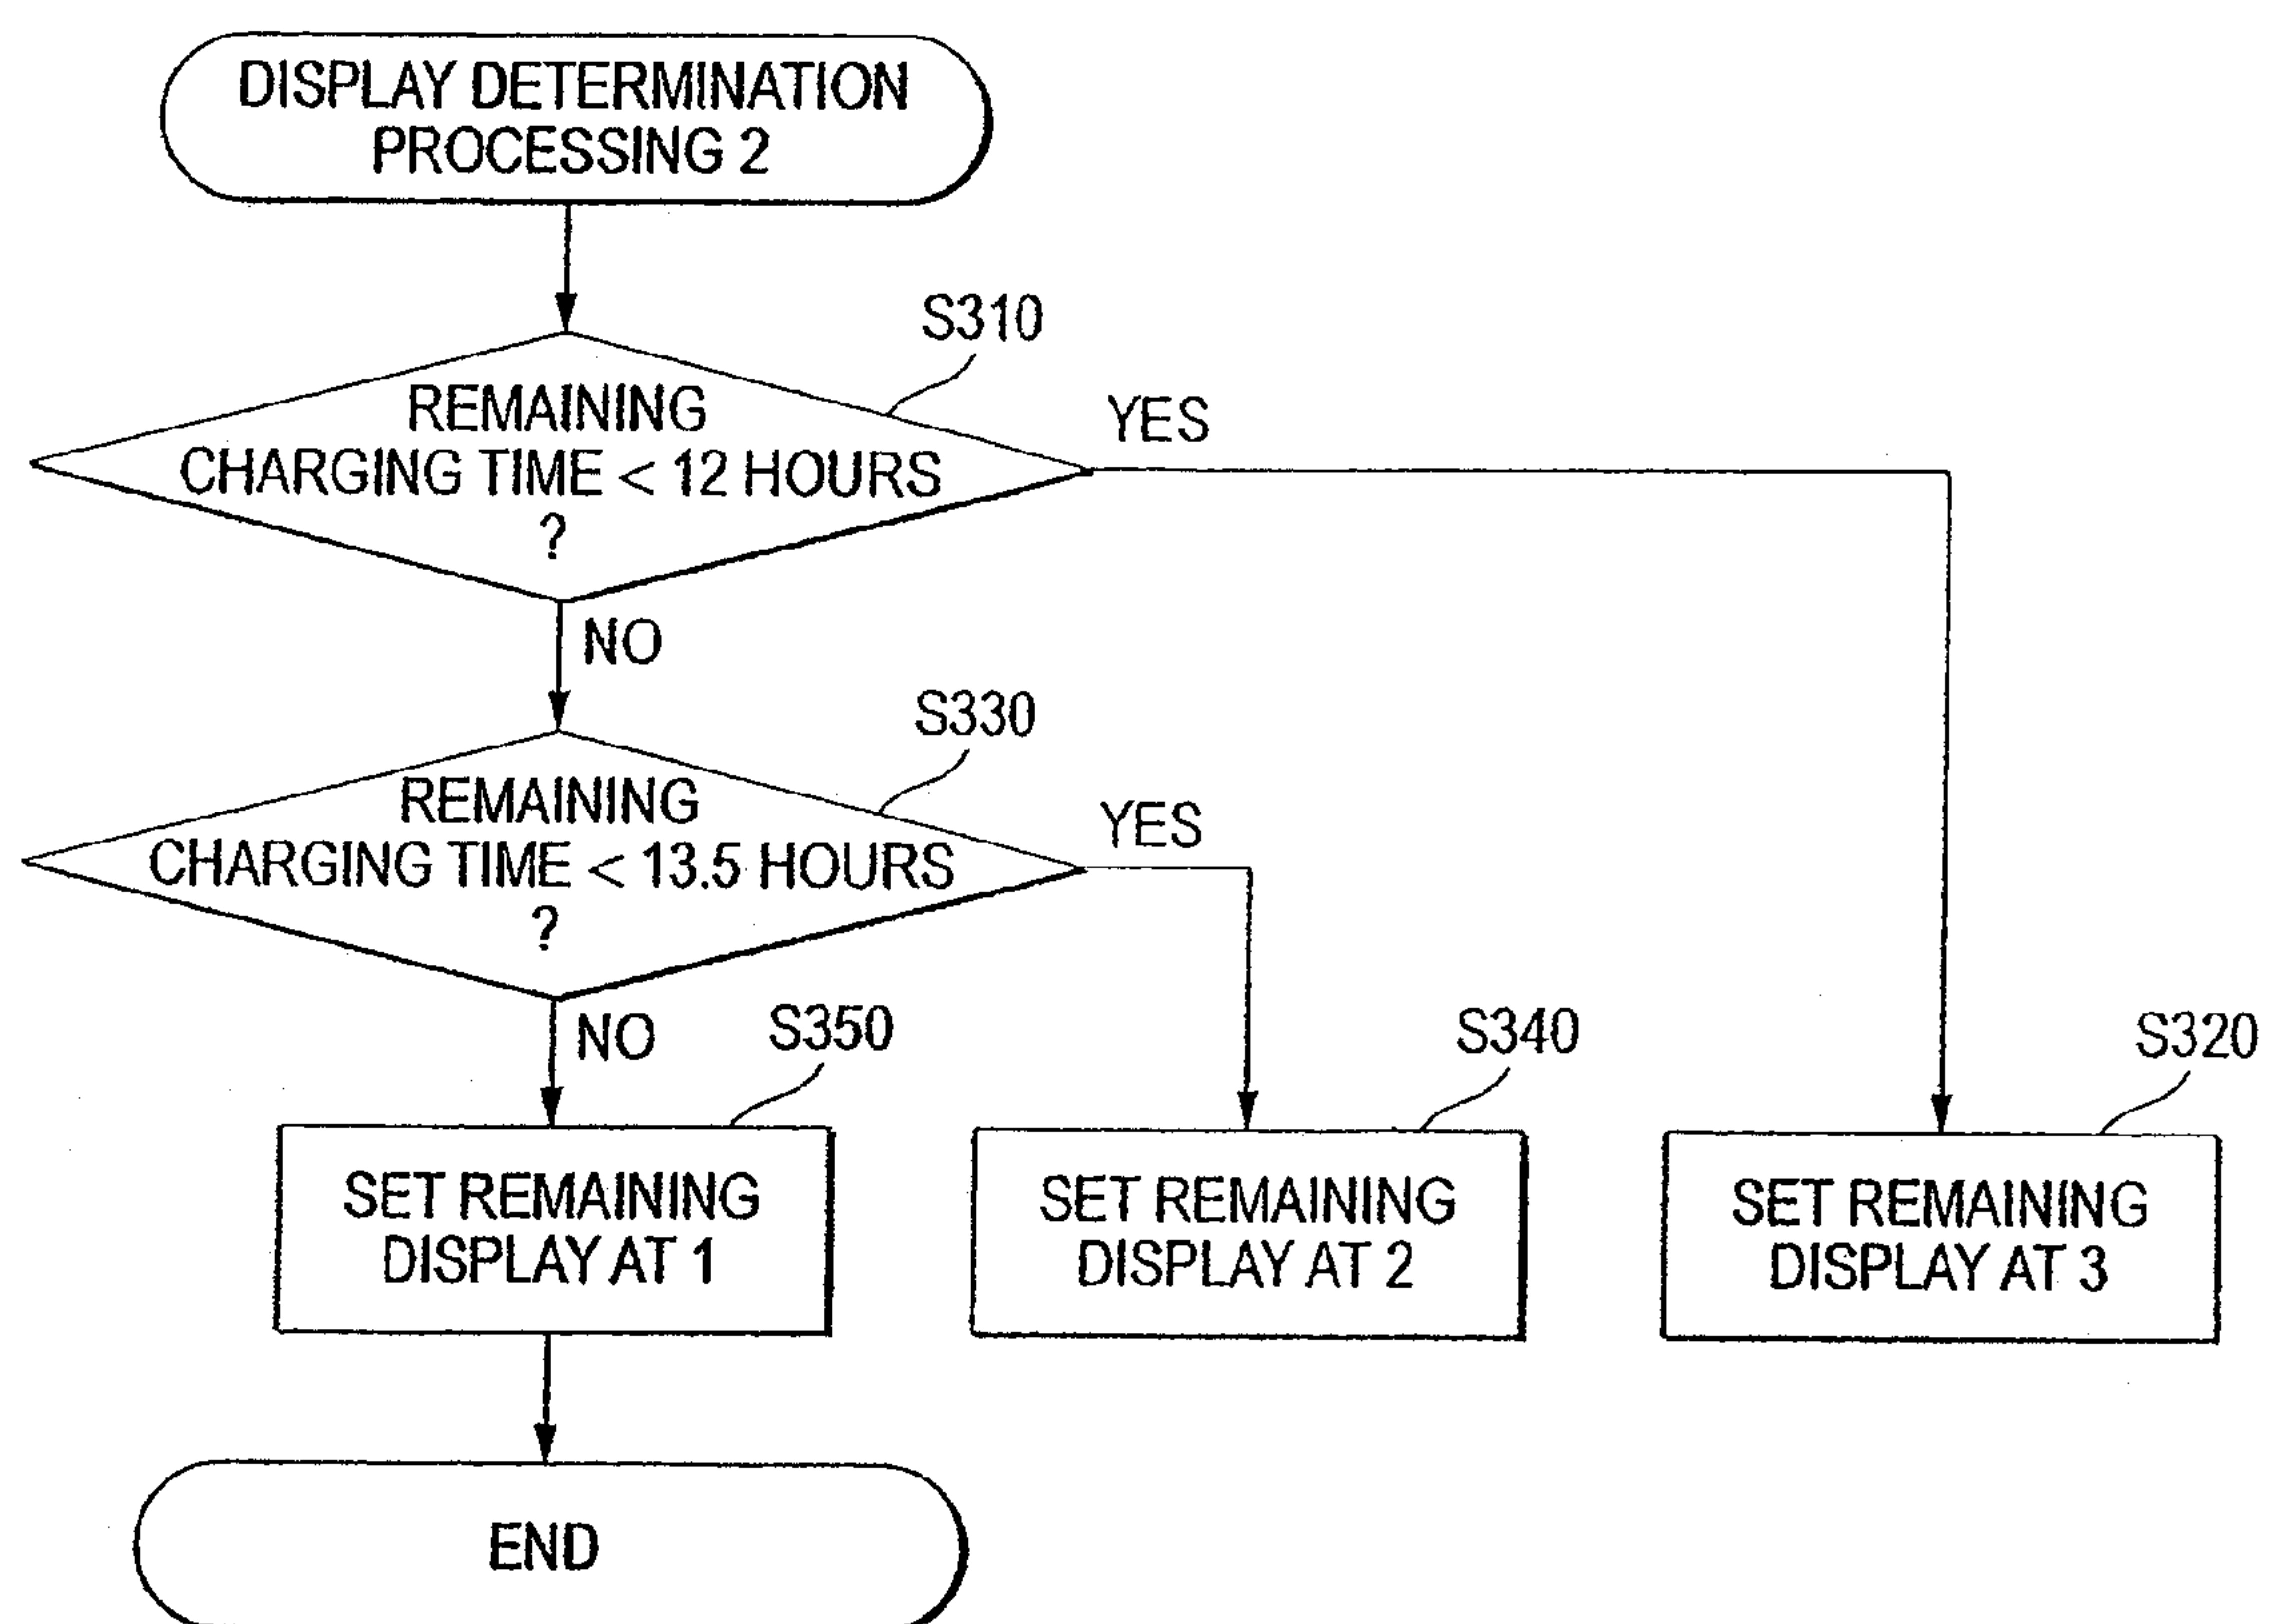 DISPLAY DETERMINATION
PROCESSING 2
S310
REMAINING
CHARGING TIME < 12 HOURS
?
YES
NO
S330
REMAINING
CHARGING TIME < 13.5 HOURS
?
YES
NO
S350
S340
S320
SET REMAINING
DISPLAY AT 1
SET REMAINING
DISPLAY AT 2
SET REMAINING
DISPLAY AT 3
END